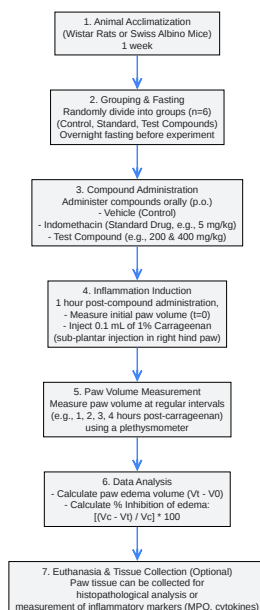 1. Animal Acclimatization
(Wistar Rats or Swiss Albino Mice)
1 week
2. Grouping & Fasting
Randomly divide into groups (n=6)
(Control, Standard, Test Compounds)
Overnight fasting before experiment
3. Compound Administration
Administer compounds orally (p.o.)
- Vehicle (Control)
- Indomethacin (Standard Drug, e.g., 5 mg/kg)
- Test Compound (e.g., 200 & 400 mg/kg)
4. Inflammation Induction
1 hour post-compound administration,
- Measure initial paw volume (t=0)
- Inject 0.1 mL of 1% Carrageenan
(sub-plantar injection in right hind paw)
5. Paw Volume Measurement
Measure paw volume at regular intervals
(e.g., 1, 2, 3, 4 hours post-carrageenan)
using a plethysmometer
6. Data Analysis
- Calculate paw edema volume (Vt - V0)
- Calculate % Inhibition of edema:
[(Vc - Vt) / Vc] * 100
7. Euthanasia & Tissue Collection (Optional)
Paw tissue can be collected for
histopathological analysis or
measurement of inflammatory markers (MPO, cytokines)